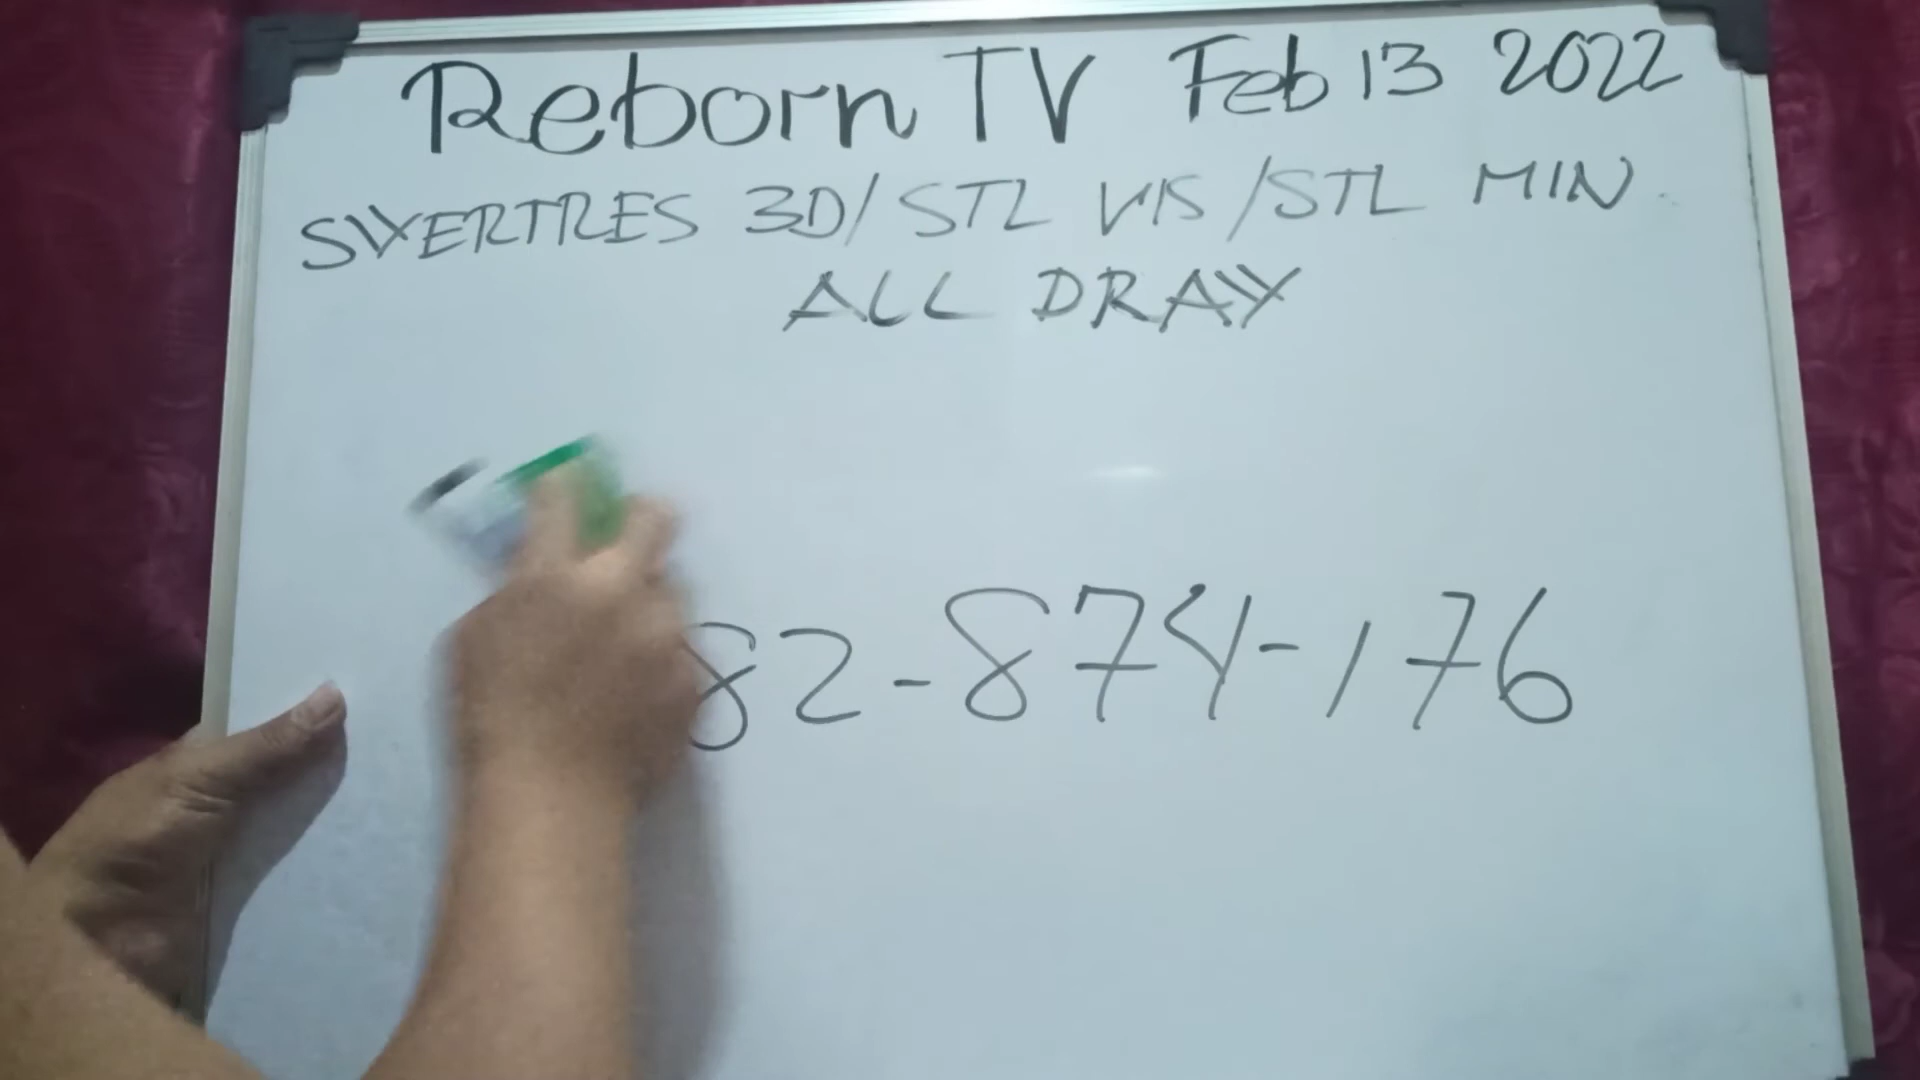 Reborn TV Feb 13 2022
SWERTRES 3D/STL VIS/STL MIN
ALL DRAW
82-874-176